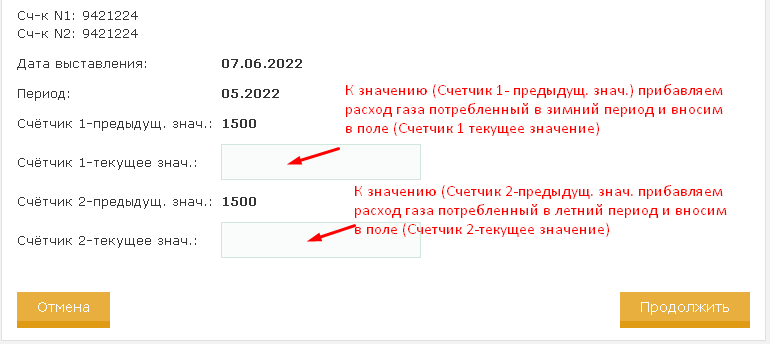 Сч-к N1: 9421224
Сч-к N2: 9421224
Дата выставления: 07.06.2022
Период: 05.2022
К значению (Счетчик 1- предыдущ. знач.) прибавляем
расход газа потребленный в зимний период и вносим
в поле (Счетчик 1 текущее значение)
Счётчик 1-предыдущ. знач.: 1500
Счётчик 1-текущее знач.:
К значению (Счетчик 2-предыдущ. знач. прибавляем
расход газа потребленный в летний период и вносим
в поле (Счетчик 2-текущее значение)
Счётчик 2-предыдущ. знач.: 1500
Счётчик 2-текущее знач.:
Отмена
Продолжить